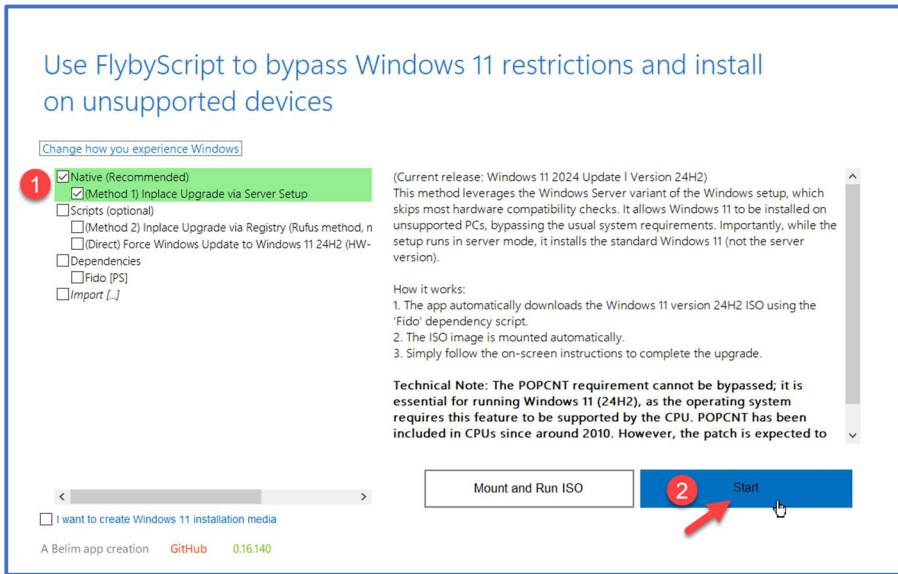 Use FlybyScript to bypass Windows 11 restrictions and install
on unsupported devices
Change how you experience Windows
1
Native (Recommended)
(Method 1) Inplace Upgrade via Server Setup
Scripts (optional)
(Method 2) Inplace Upgrade via Registry (Rufus method, n
(Direct) Force Windows Update to Windows 11 24H2 (HW-
Dependencies
Fido [PS]
Import [...]
(Current release: Windows 11 2024 Update l Version 24H2)
This method leverages the Windows Server variant of the Windows setup, which
skips most hardware compatibility checks. It allows Windows 11 to be installed on
unsupported PCs, bypassing the usual system requirements. Importantly, while the
setup runs in server mode, it installs the standard Windows 11 (not the server
version).
How it works:
1. The app automatically downloads the Windows 11 version 24H2 ISO using the
'Fido' dependency script.
2. The ISO image is mounted automatically.
3. Simply follow the on-screen instructions to complete the upgrade.
Technical Note: The POPCNT requirement cannot be bypassed; it is
essential for running Windows 11 (24H2), as the operating system
requires this feature to be supported by the CPU. POPCNT has been
included in CPUs since around 2010. However, the patch is expected to
Mount and Run ISO
2
Start
I want to create Windows 11 installation media
A Belim app creation GitHub 0.16.140